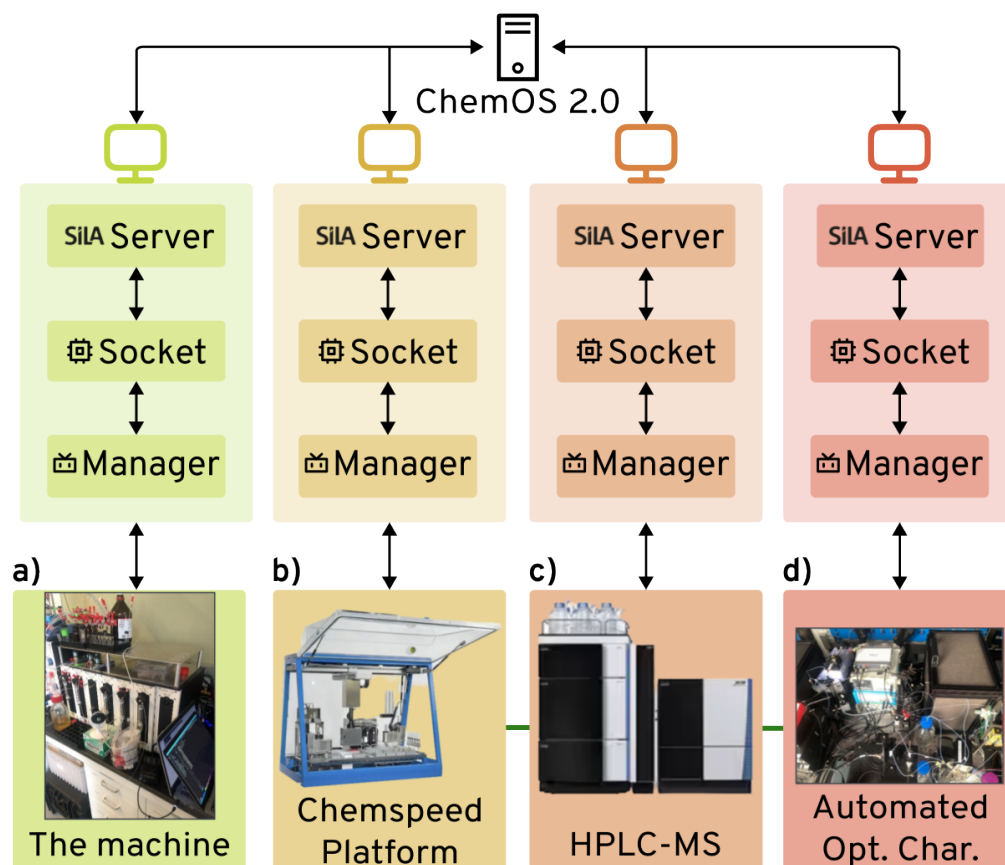 ChemOS 2.0
SiLA Server
SiLA Server
SiLA Server
SiLA Server
Socket
Socket
Socket
Socket
Manager
Manager
Manager
Manager
a)
b)
c)
d)
The machine
Chemspeed
Platform
HPLC-MS
Automated
Opt. Char.